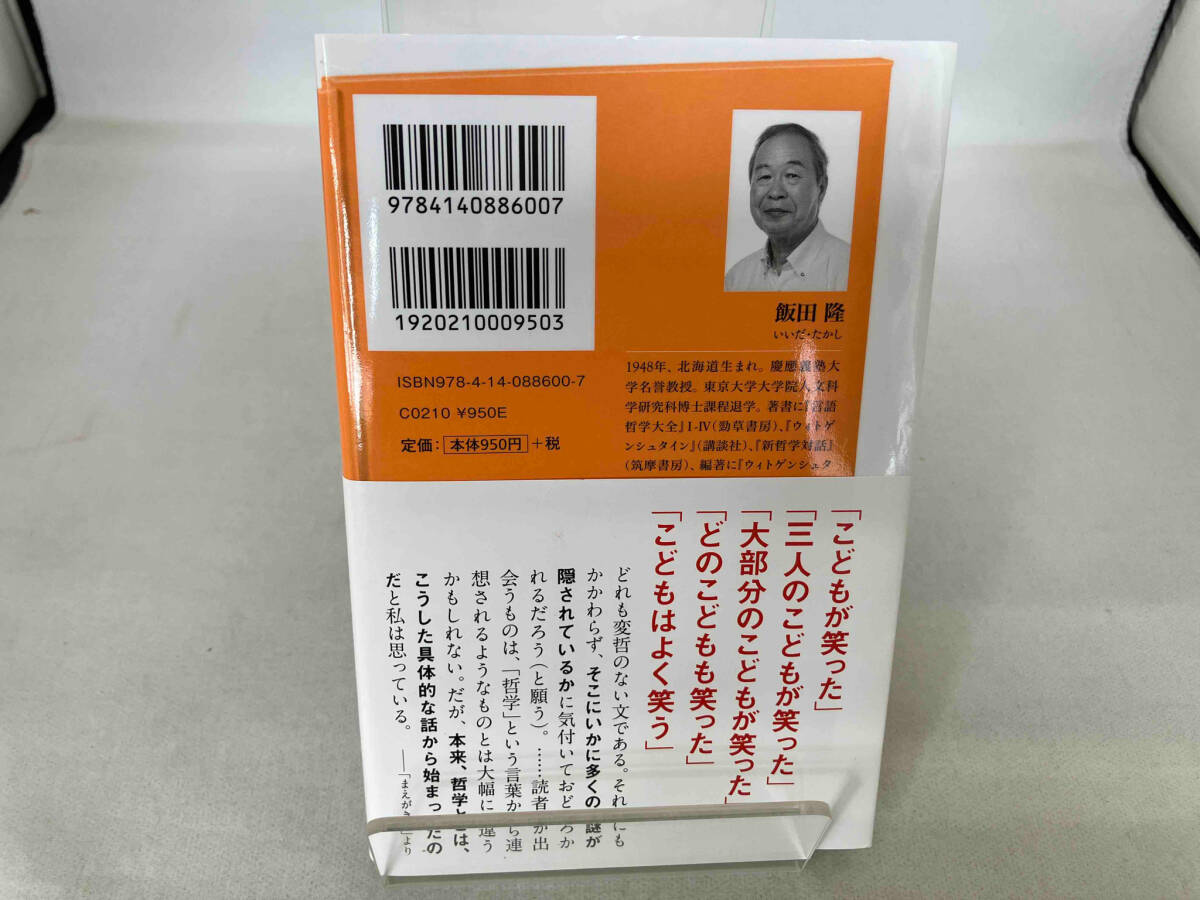 9784140886007
1920210009503
ISBN978-4-14-088600-7
C0210 ¥950E
定価：本体950円+税
飯田 隆
いいだ・たかし
1948年、北海道生まれ。慶應義塾大
学名誉教授。東京大学大学院人文科
学研究科博士課程退学。著書に『言語
哲学大全』I-IV（勁草書房）、『ウィトゲ
ンシュタイン』（講談社）、『新哲学対話』
（筑摩書房）、編著に『ウィトゲンシュタ
「こどもが笑った」
「三人のこどもが笑った」
「大部分のこどもが笑った」
「どのこどもも笑った」
「こどもはよく笑う」
どれも変哲のない文である。それにも
かかわらず、そこにいかに多くの謎が
隠されているかに気付いておどろか
れるだろう（と願う）。……読者が出
会うものは、「哲学」という言葉から連
想されるようなものとは大幅に違う
かもしれない。だが、本来、哲学とは、
こうした具体的な話から始まったの
だと私は思っている。 ――「まえがき」より